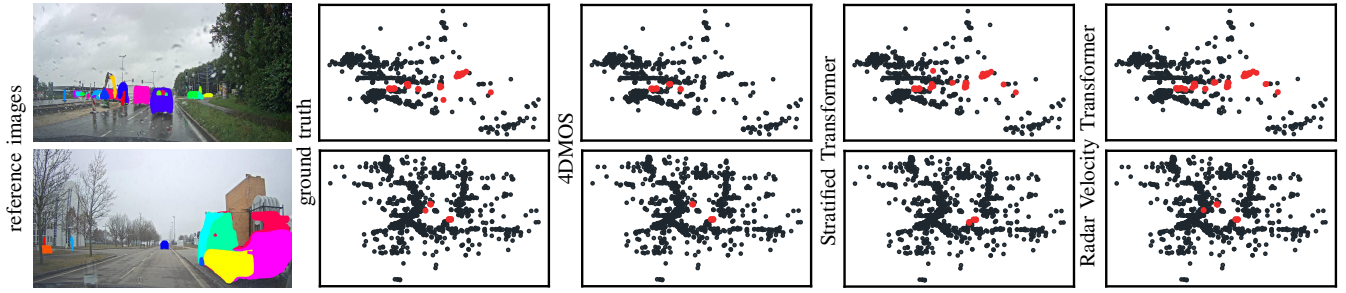 reference images
ground truth
4DMOS
Stratified Transformer
Radar Velocity Transformer